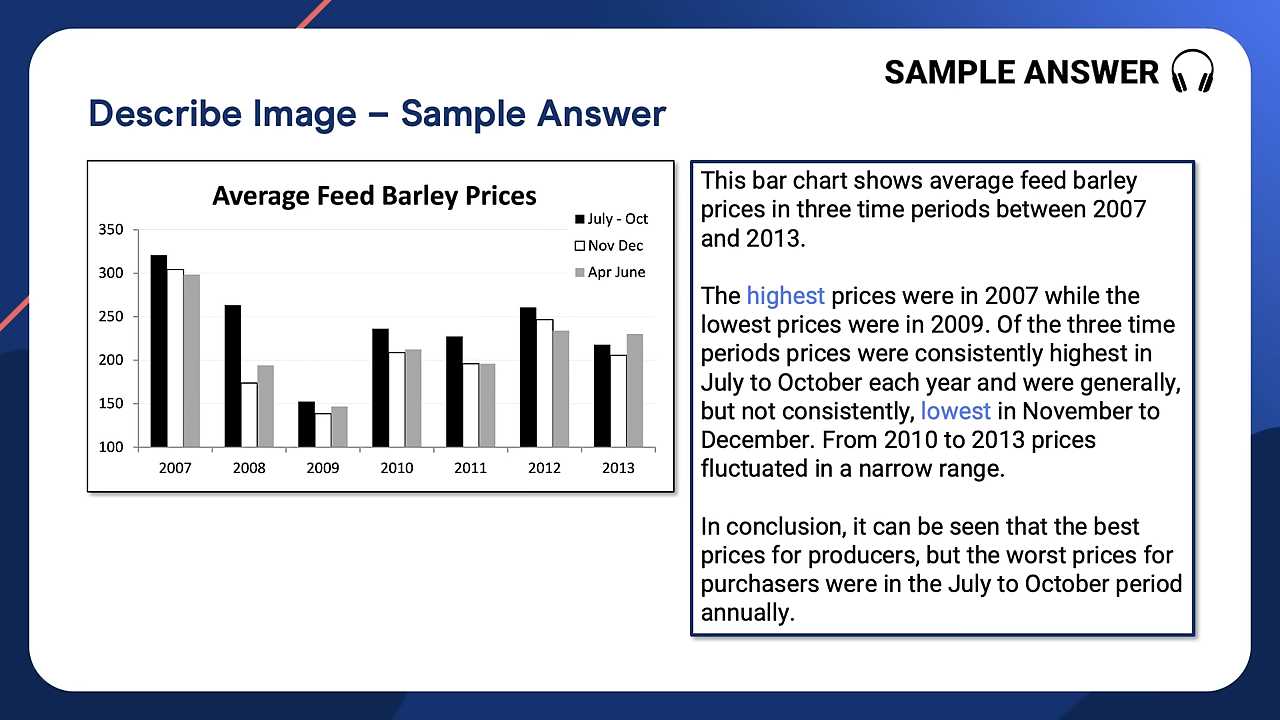 SAMPLE ANSWER
Describe Image – Sample Answer
Average Feed Barley Prices
July - Oct
Nov Dec
Apr June
350
300
250
200
150
100
2007 2008 2009 2010 2011 2012 2013
This bar chart shows average feed barley
prices in three time periods between 2007
and 2013.
The highest prices were in 2007 while the
lowest prices were in 2009. Of the three time
periods prices were consistently highest in
July to October each year and were generally,
but not consistently, lowest in November to
December. From 2010 to 2013 prices
fluctuated in a narrow range.
In conclusion, it can be seen that the best
prices for producers, but the worst prices for
purchasers were in the July to October period
annually.